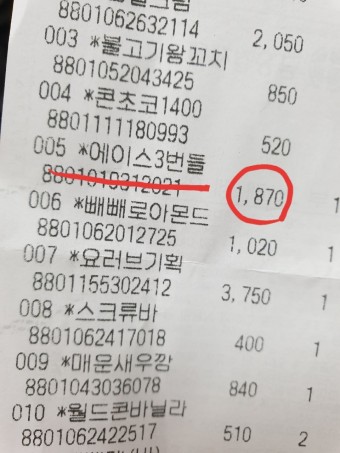 8801062632114 2,050
003 *불고기왕꼬치
8801052043425 850
004 *콘초코1400
8801111180993 520
005 *에이스3번들
8801019312021 1,870 1
006 *빼빼로아몬드
8801062012725 1,020 1
007 *요러브기획
8801155302412 3,750 1
008 *스크류바
8801062417018 400 1
009 *매운새우깡
8801043036078 840 1
010 *월드콘바닐라
8801062422517 510 2